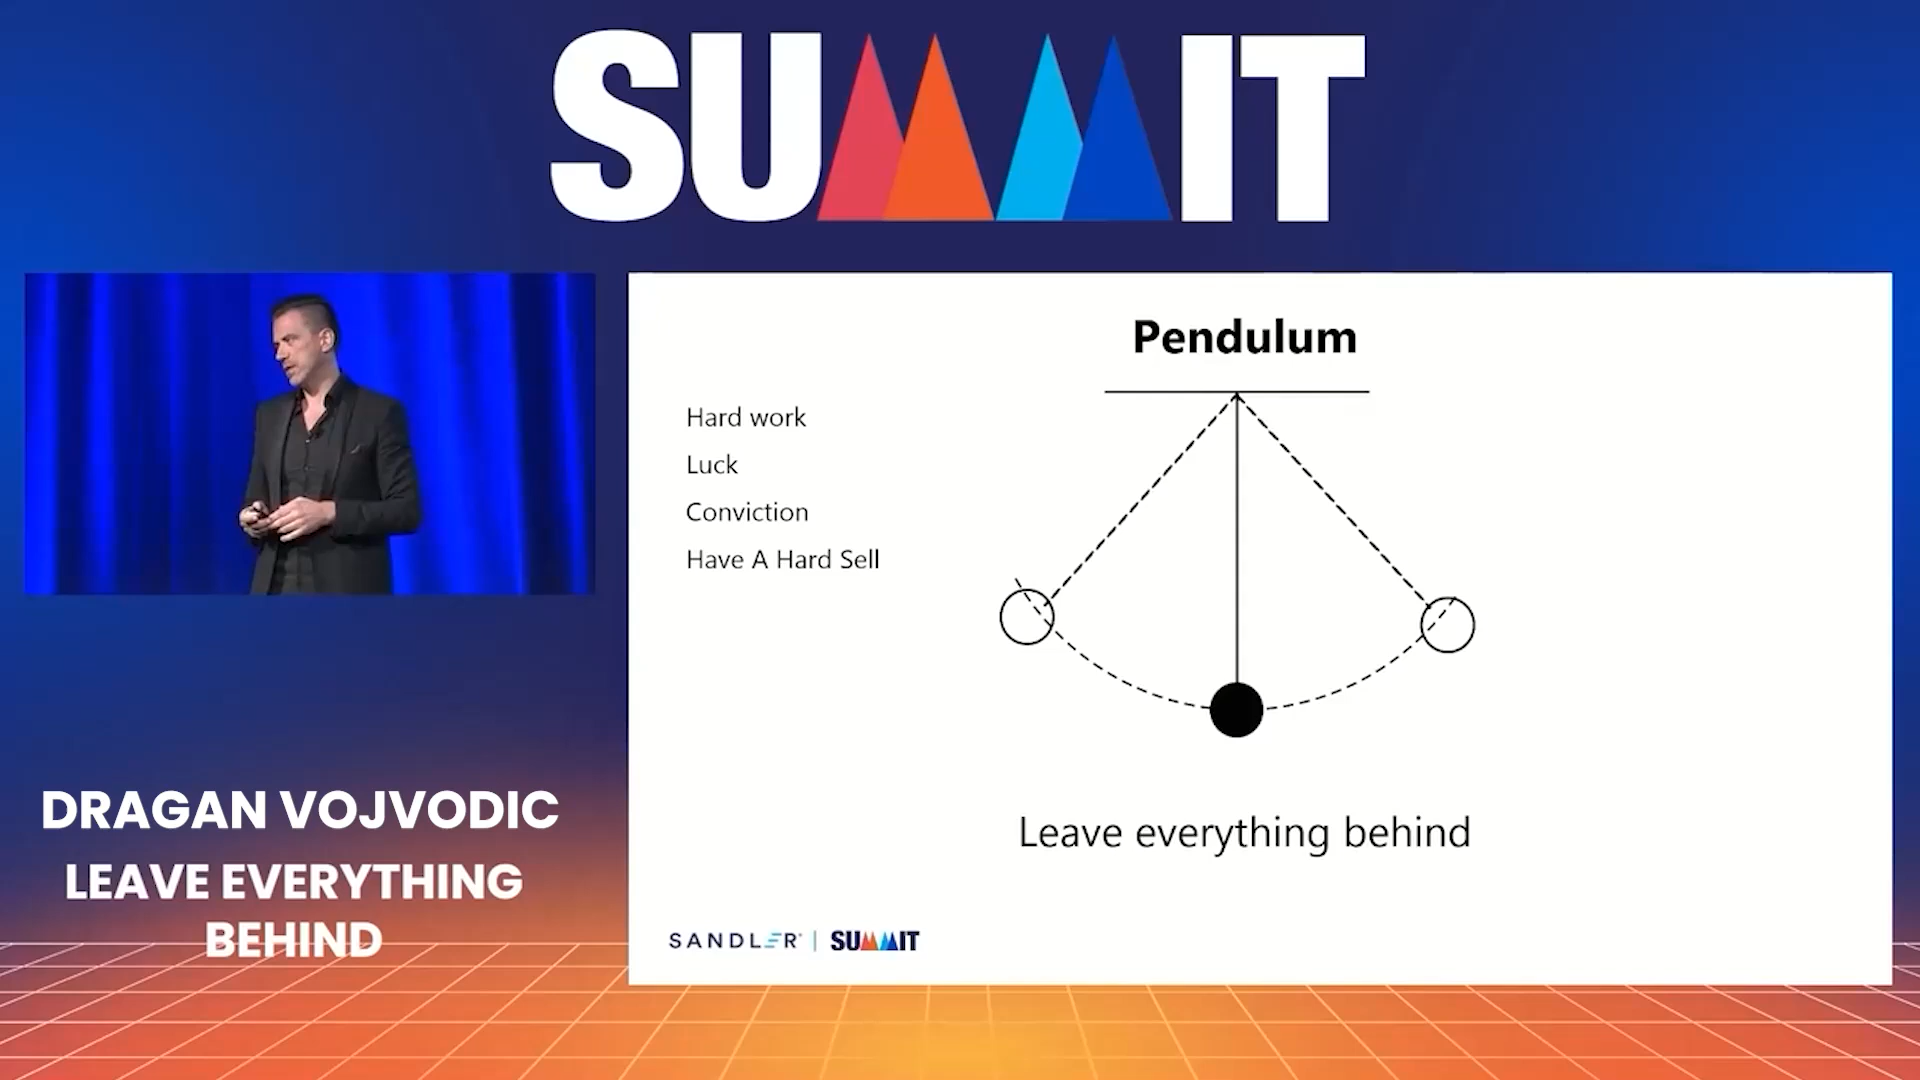 SUMMIT
Pendulum
Hard work
Luck
Conviction
Have A Hard Sell
Leave everything behind
SANDLER | SUMMIT
DRAGAN VOJVODIC
LEAVE EVERYTHING
BEHIND